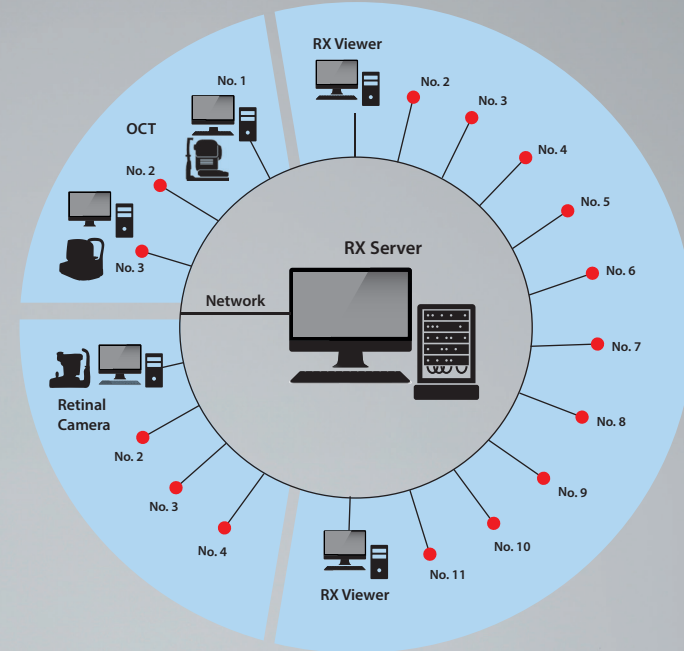 RX Viewer
No. 2
No. 3
No. 4
No. 5
No. 6
No. 7
No. 8
No. 9
No. 10
No. 11
RX Viewer
No. 1
OCT
No. 2
No. 3
RX Server
Network
Retinal
Camera
No. 2
No. 3
No. 4